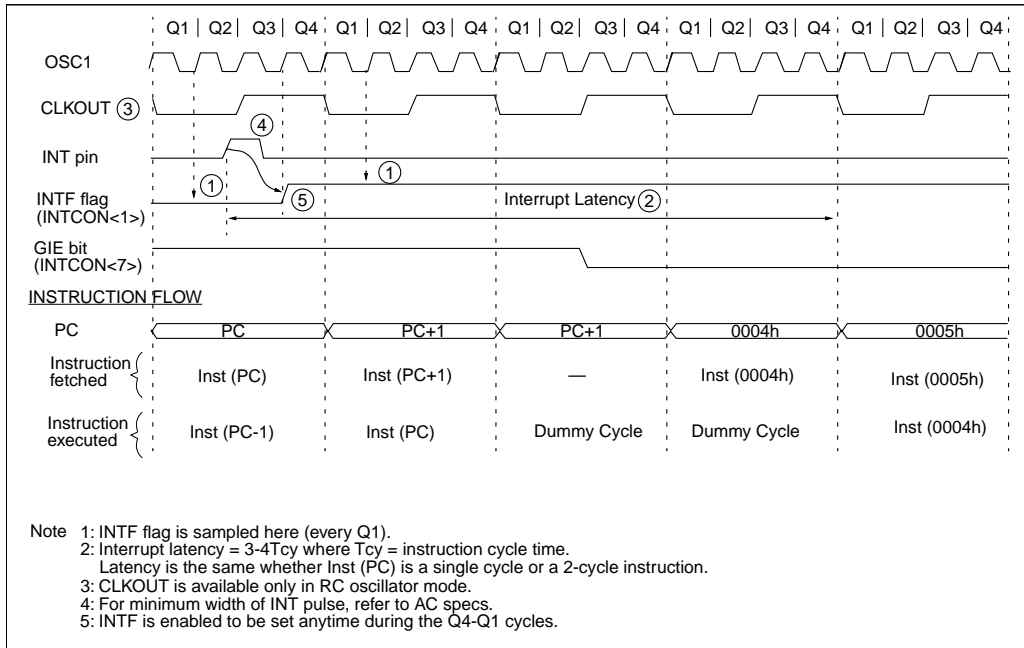 Q1 | Q2 | Q3 | Q4 Q1 | Q2 | Q3 | Q4 Q1 | Q2 | Q3 | Q4 Q1 | Q2 | Q3 | Q4 Q1 | Q2 | Q3 | Q4
OSC1
CLKOUT ③
④
INT pin
① ①
INTF flag
(INTCON<1>)
⑤ Interrupt Latency ②
GIE bit
(INTCON<7>)
INSTRUCTION FLOW
PC PC PC+1 PC+1 0004h 0005h
Instruction
fetched
Inst (PC) Inst (PC+1) — Inst (0004h) Inst (0005h)
Instruction
executed
Inst (PC-1) Inst (PC) Dummy Cycle Dummy Cycle Inst (0004h)
Note 1: INTF flag is sampled here (every Q1).
2: Interrupt latency = 3-4Tcy where Tcy = instruction cycle time.
Latency is the same whether Inst (PC) is a single cycle or a 2-cycle instruction.
3: CLKOUT is available only in RC oscillator mode.
4: For minimum width of INT pulse, refer to AC specs.
5: INTF is enabled to be set anytime during the Q4-Q1 cycles.